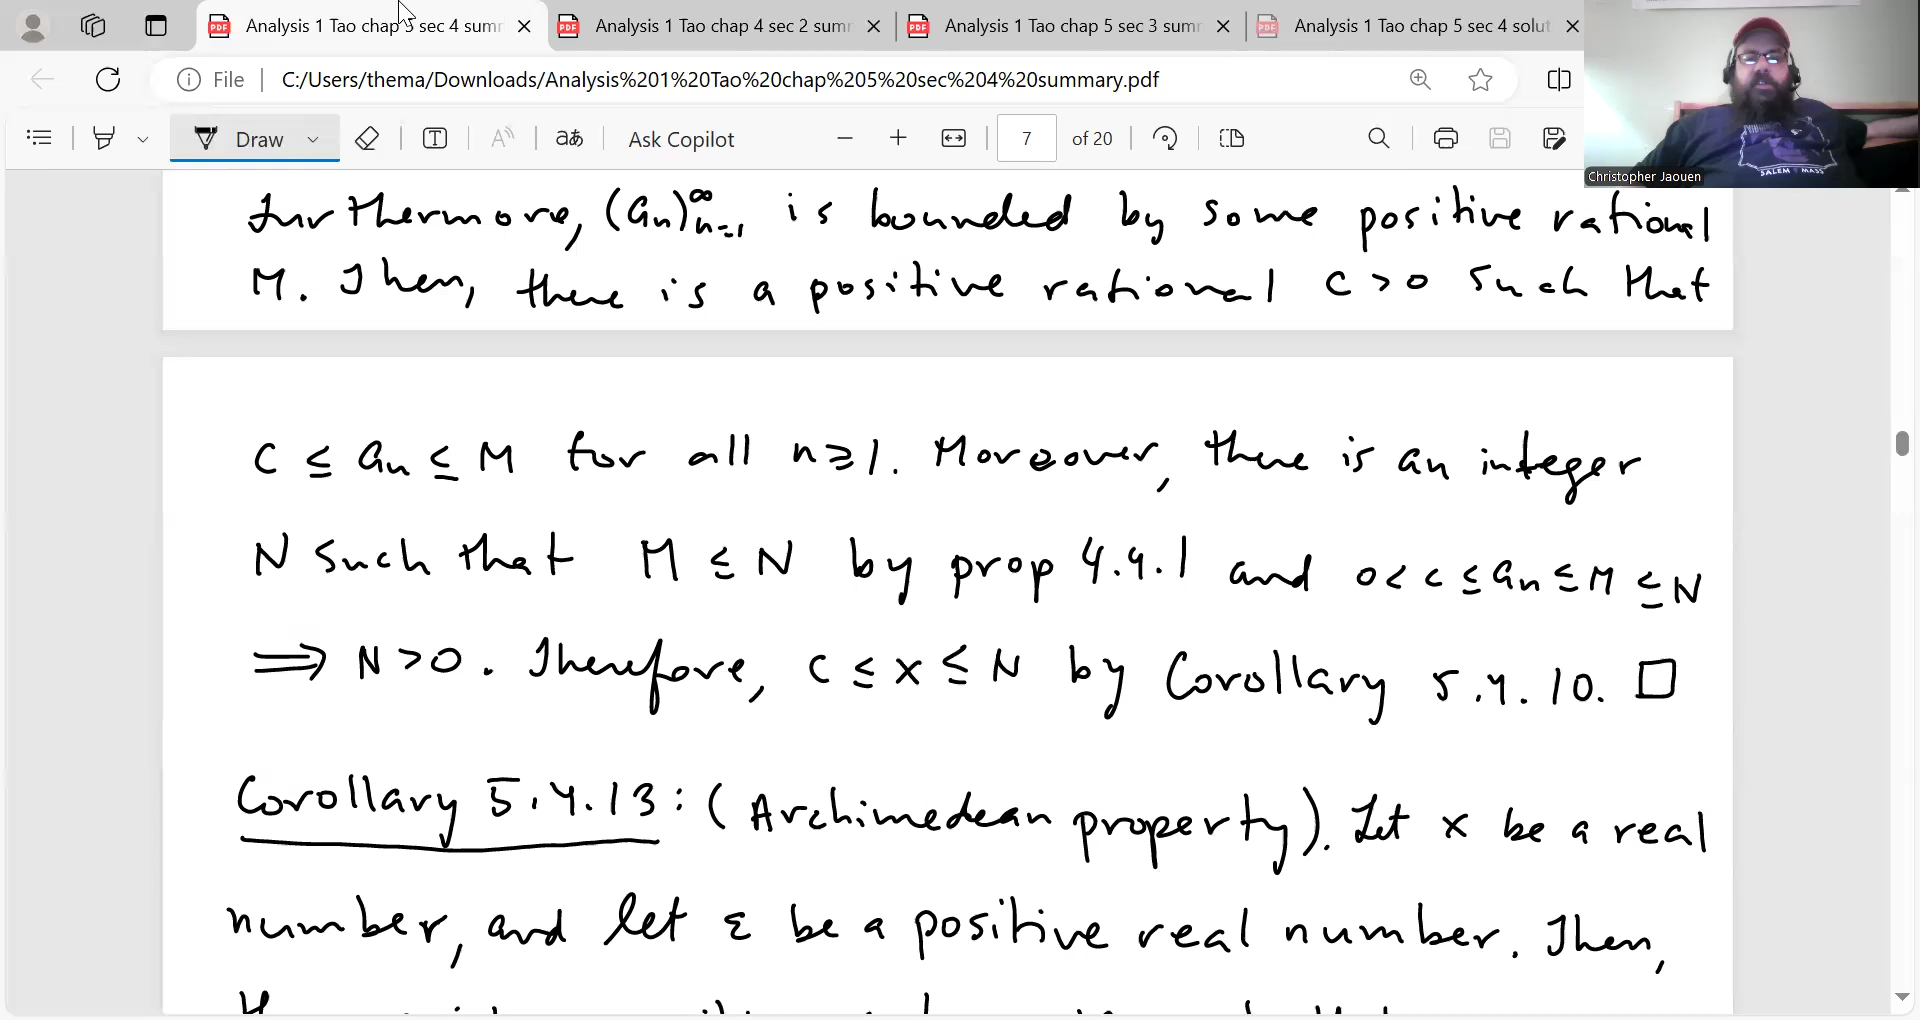 Analysis 1 Tao chap 5 sec 4 sumr
Analysis 1 Tao chap 4 sec 2 sumr
Analysis 1 Tao chap 5 sec 3 sumr
Analysis 1 Tao chap 5 sec 4 solut
File
C:/Users/thema/Downloads/Analysis%201%20Tao%20chap%205%20sec%204%20summary.pdf
Draw
Ask Copilot
7 of 20
Christopher Jaouen
SALEM MASS
Furthermore, (an)∞n=1 is bounded by some positive rational
M. Then, there is a positive rational c > 0 such that
c ≤ an ≤ M for all n ≥ 1. Moreover, there is an integer
N such that M ≤ N by prop 4.4.1 and 0 < c ≤ an ≤ M ≤ N
⟹ N > 0. Therefore, c ≤ x ≤ N by Corollary 5.4.10. □
Corollary 5.4.13: (Archimedean property). Let x be a real
number, and let ε be a positive real number. Then,